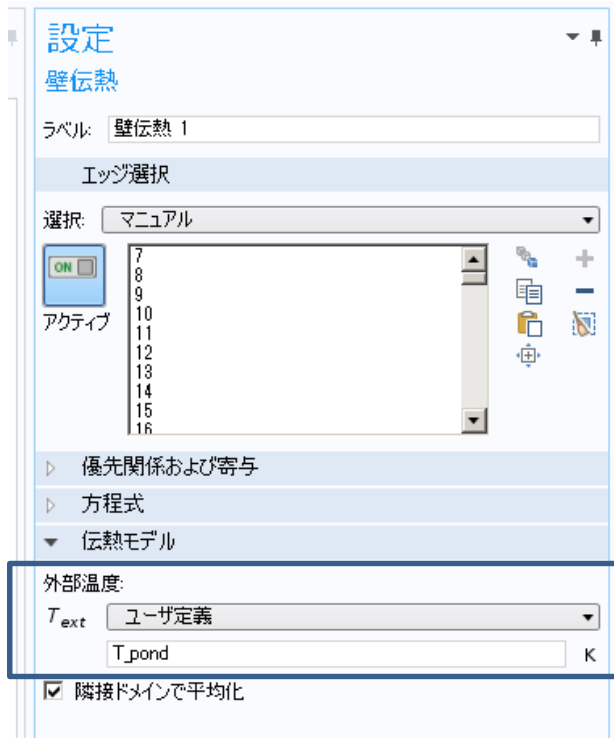 設定
壁伝熱
ラベル: 壁伝熱 1
エッジ選択
選択: マニュアル
ON
アクティブ
7
8
9
10
11
12
13
14
15
16
優先関係および寄与
方程式
伝熱モデル
外部温度:
T_ext ユーザ定義
T_pond K
隣接ドメインで平均化